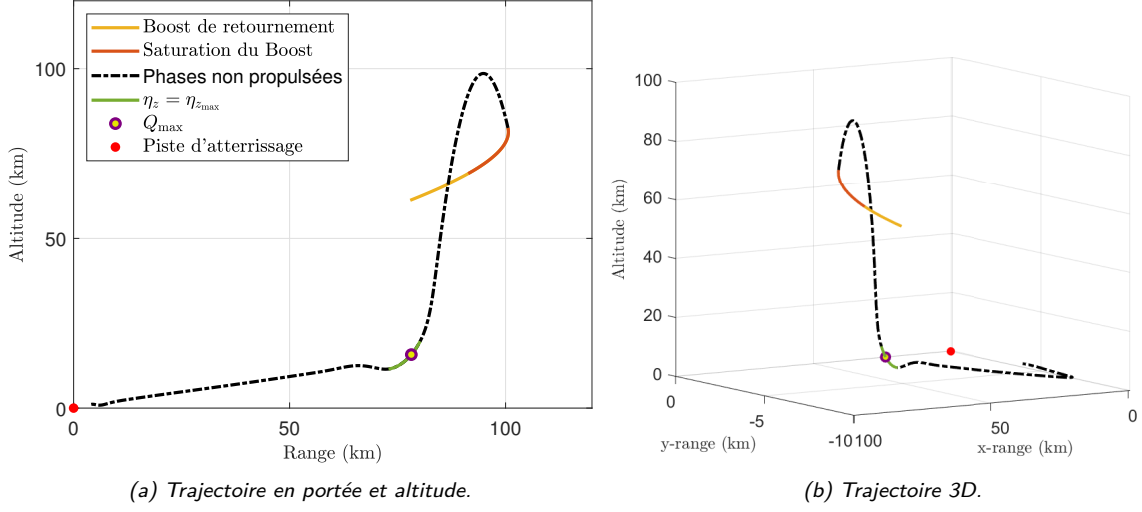 Boost de retournement
Saturation du Boost
Phases non propulsées
η_z = η_{z_max}
Q_max
Piste d'atterrissage
100
50
0
Altitude (km)
0
50
100
Range (km)
(a) Trajectoire en portée et altitude.
100
80
60
40
20
0
Altitude (km)
0
-5
-10
y-range (km)
100
50
0
x-range (km)
(b) Trajectoire 3D.